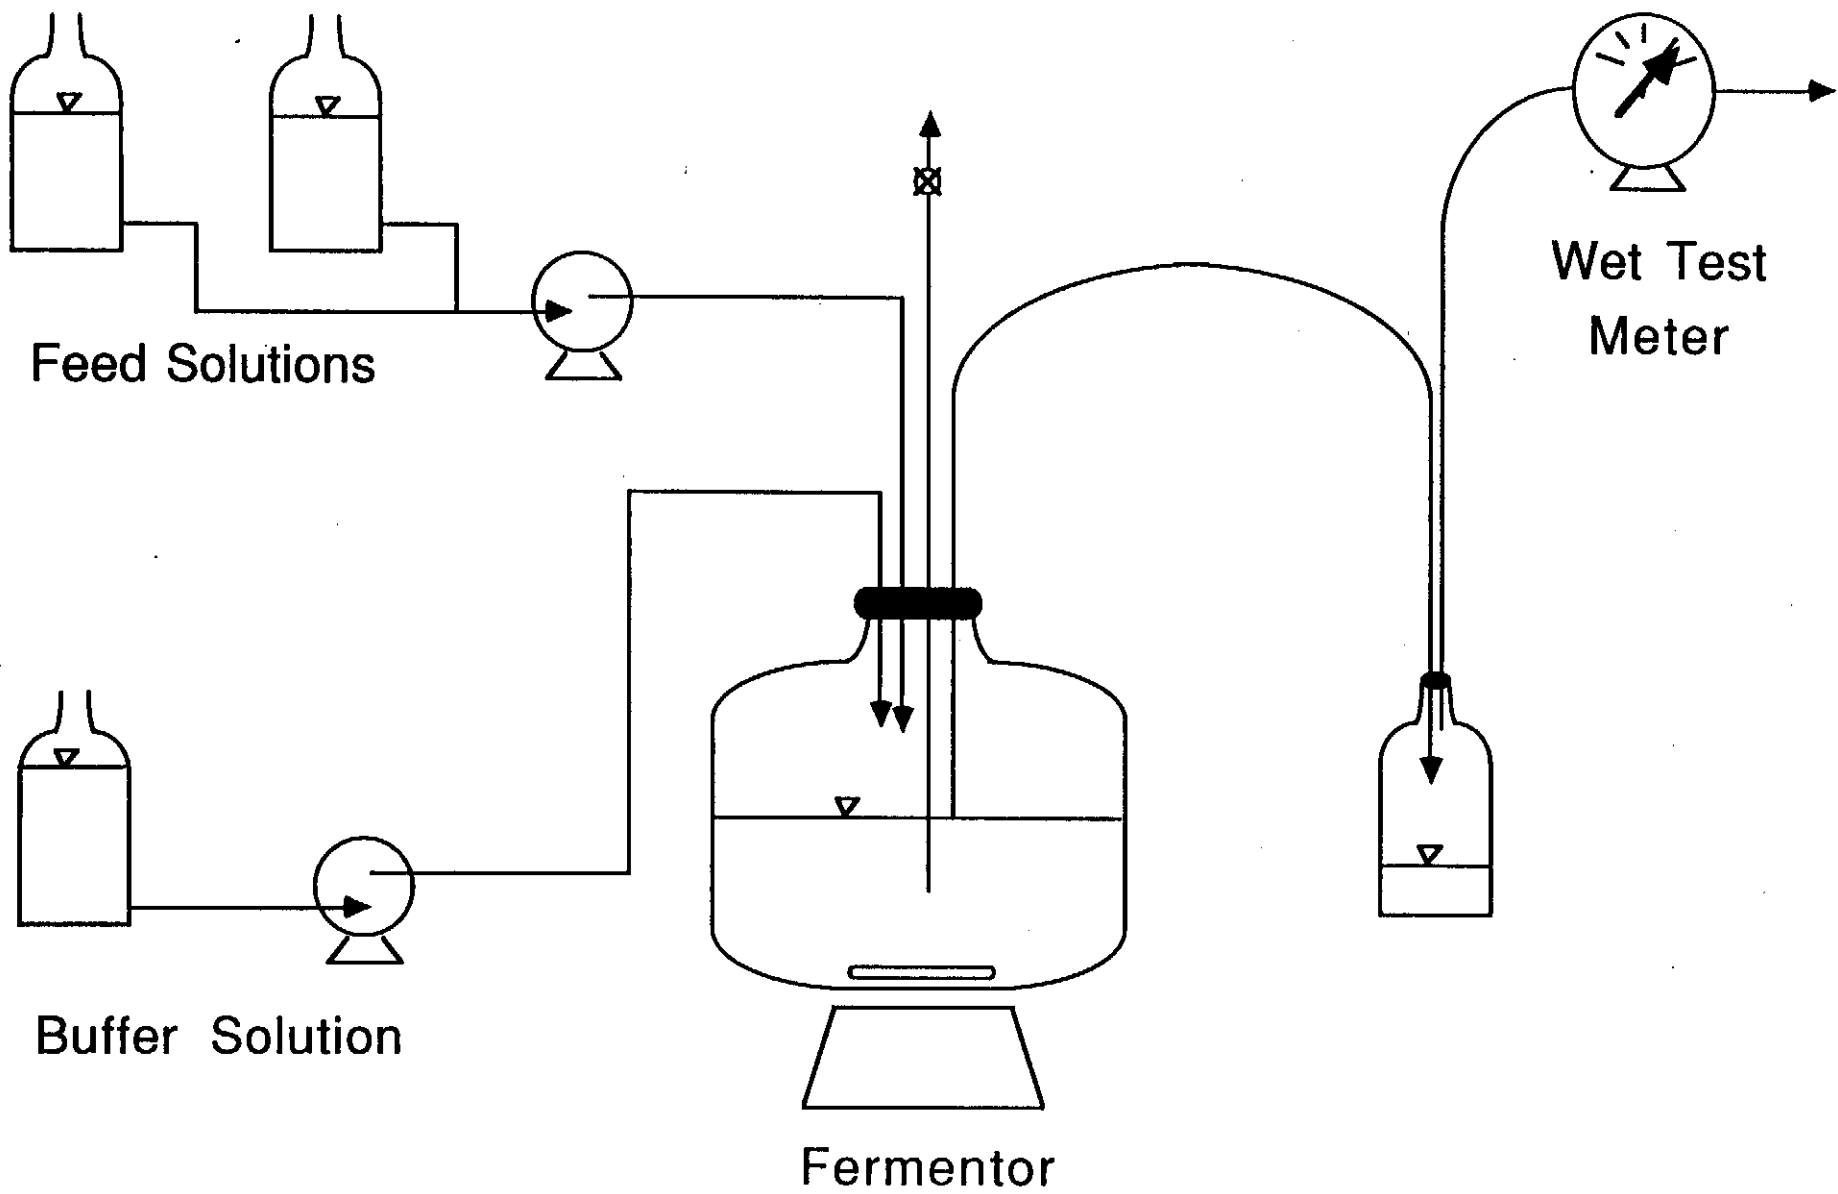 Wet Test
Meter
Feed Solutions
Buffer Solution
Fermentor